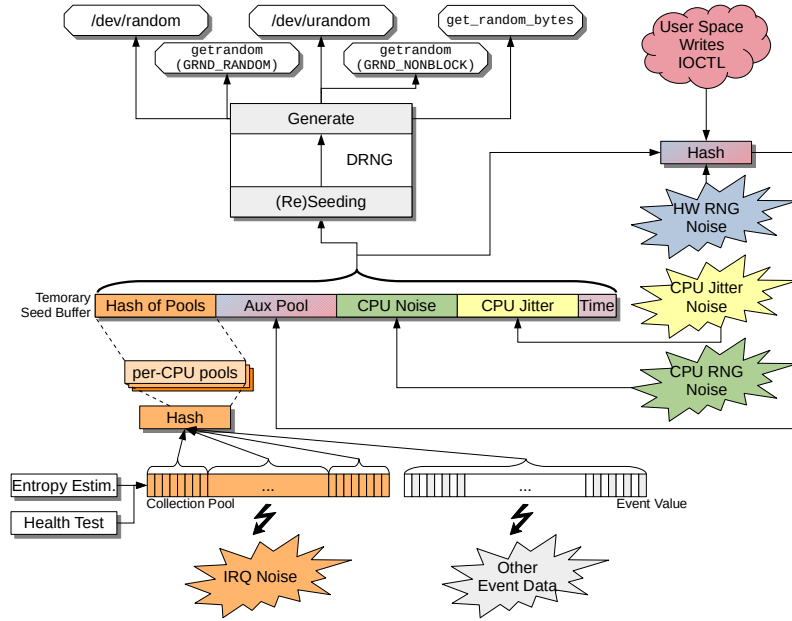 /dev/random
/dev/urandom
get_random_bytes
User Space
Writes
IOCTL
getrandom
(GRND_RANDOM)
getrandom
(GRND_NONBLOCK)
Generate
DRNG
Hash
(Re)Seeding
HW RNG
Noise
Temorary
Seed Buffer
Hash of Pools
Aux Pool
CPU Noise
CPU Jitter
Time
CPU Jitter
Noise
per-CPU pools
CPU RNG
Noise
Hash
Entropy Estim.
...
...
Collection Pool
Event Value
Health Test
IRQ Noise
Other
Event Data